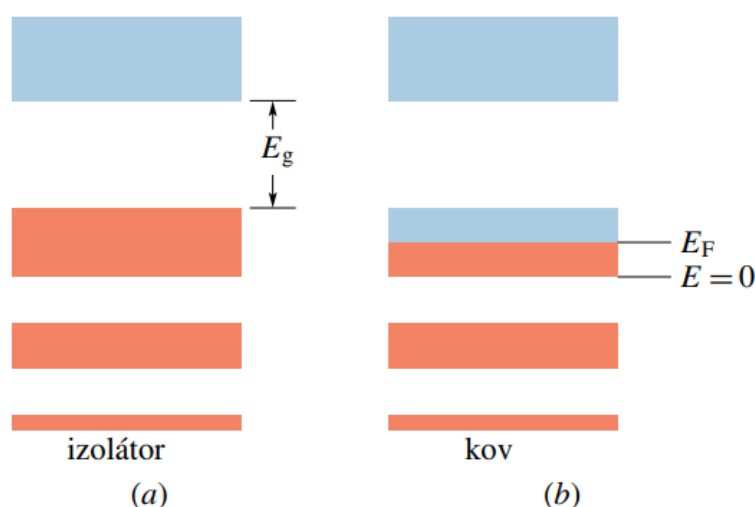 E_g
E_F
E = 0
izolátor
kov
(a)
(b)